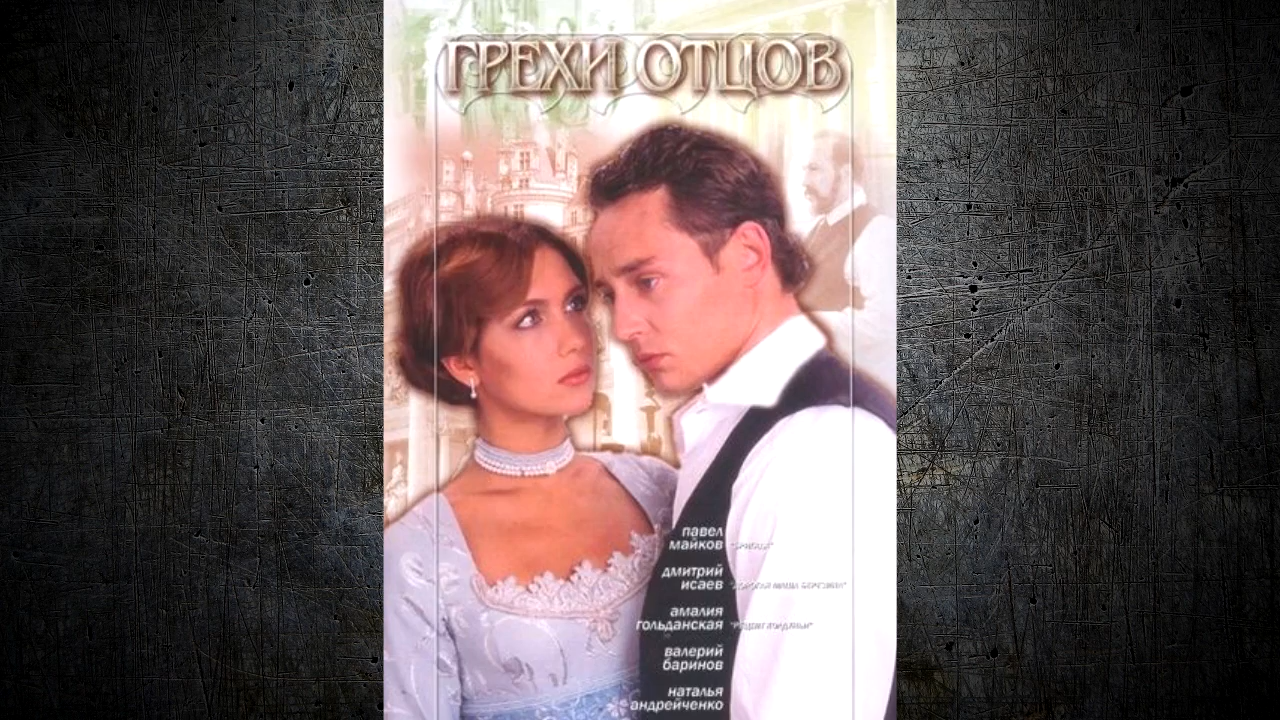 ГРЕХИ ОТЦОВ
павел
майков
дмитрий
исаев
амалия
гольданская
валерий
баринов
наталья
андрейченко